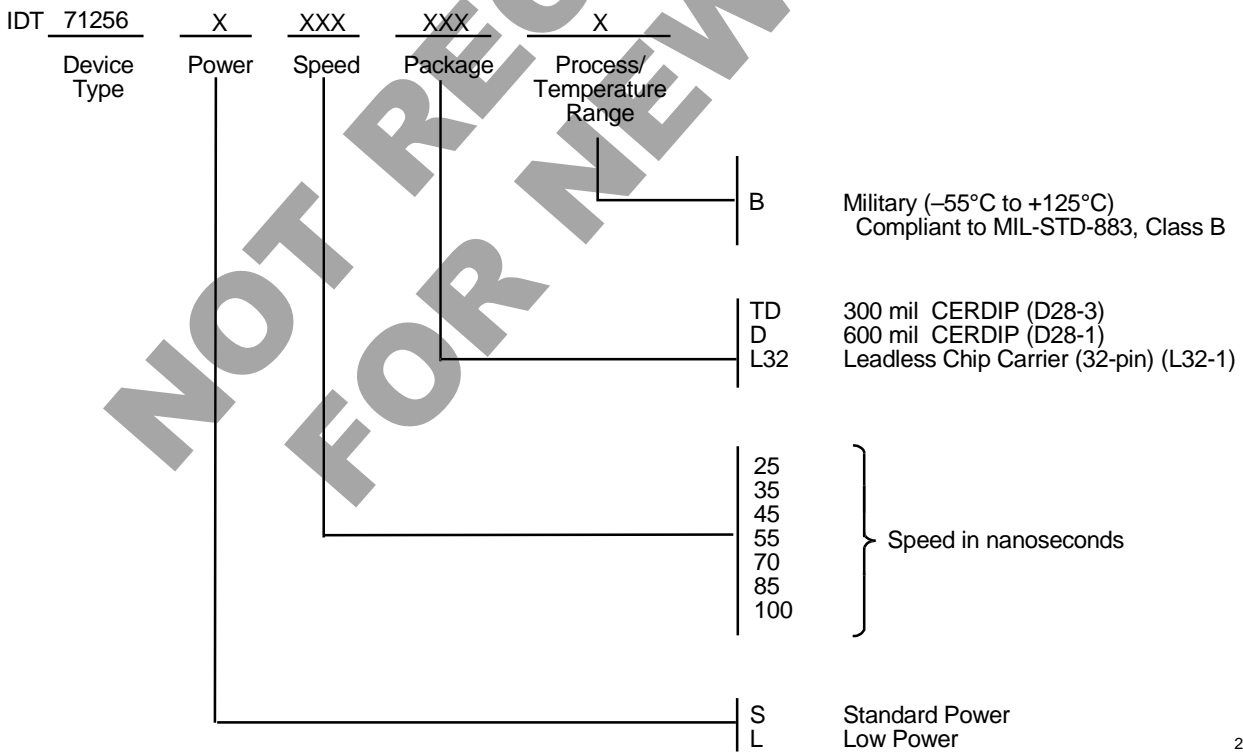 IDT 71256 X XXX XXX X
Device Type Power Speed Package Process/ Temperature Range
B Military (–55°C to +125°C)
Compliant to MIL-STD-883, Class B
TD 300 mil CERDIP (D28-3)
D 600 mil CERDIP (D28-1)
L32 Leadless Chip Carrier (32-pin) (L32-1)
25
35
45
55
70
85
100
Speed in nanoseconds
S Standard Power
L Low Power
2
NOT
FOR NEW